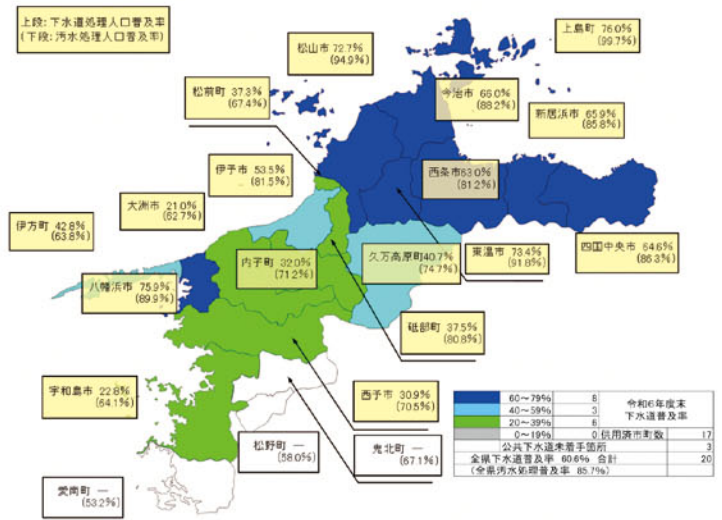 上段:下水道処理人口普及率
(下段:汚水処理人口普及率)
上島町 76.0%
(99.7%)
松山市 72.7%
(94.9%)
松前町 37.3%
(67.4%)
今治市 66.0%
(88.2%)
新居浜市 65.9%
(85.8%)
伊予市 53.5%
(81.5%)
西条市63.0%
(81.2%)
大洲市 21.0%
(62.7%)
伊方町 42.8%
(63.8%)
内子町 32.0%
(71.2%)
久万高原町40.7%
(74.7%)
東温市 73.4%
(91.8%)
四国中央市 64.6%
(86.3%)
八幡浜市 75.9%
(89.9%)
砥部町 37.5%
(80.8%)
宇和島市 22.8%
(64.1%)
西予市 30.9%
(70.5%)
松野町 ―
(58.0%)
鬼北町 ―
(67.1%)
愛南町 ―
(53.2%)
60~79% 8
40~59% 3
20~39% 6
0~19% 0
令和6年度末
下水道普及率
供用済市町数 17
公共下水道未着手箇所 3
全県下水道普及率 60.6% 合計 20
(全県汚水処理普及率 85.7%)